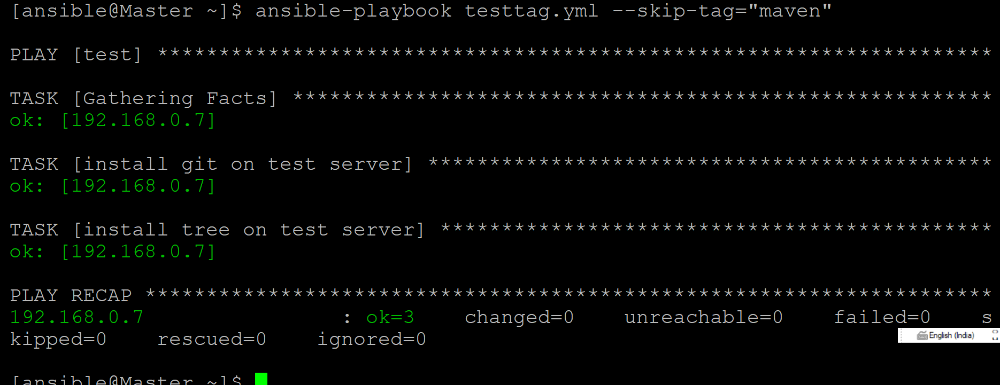 [ansible@Master ~]$ ansible-playbook testtag.yml --skip-tag="maven"
PLAY [test] ********************************************************************
TASK [Gathering Facts] *********************************************************
ok: [192.168.0.7]
TASK [install git on test server] **********************************************
ok: [192.168.0.7]
TASK [install tree on test server] *********************************************
ok: [192.168.0.7]
PLAY RECAP *********************************************************************
192.168.0.7                : ok=3    changed=0    unreachable=0    failed=0    s
kipped=0    rescued=0    ignored=0
English (India)
[ansible@Master ~]$